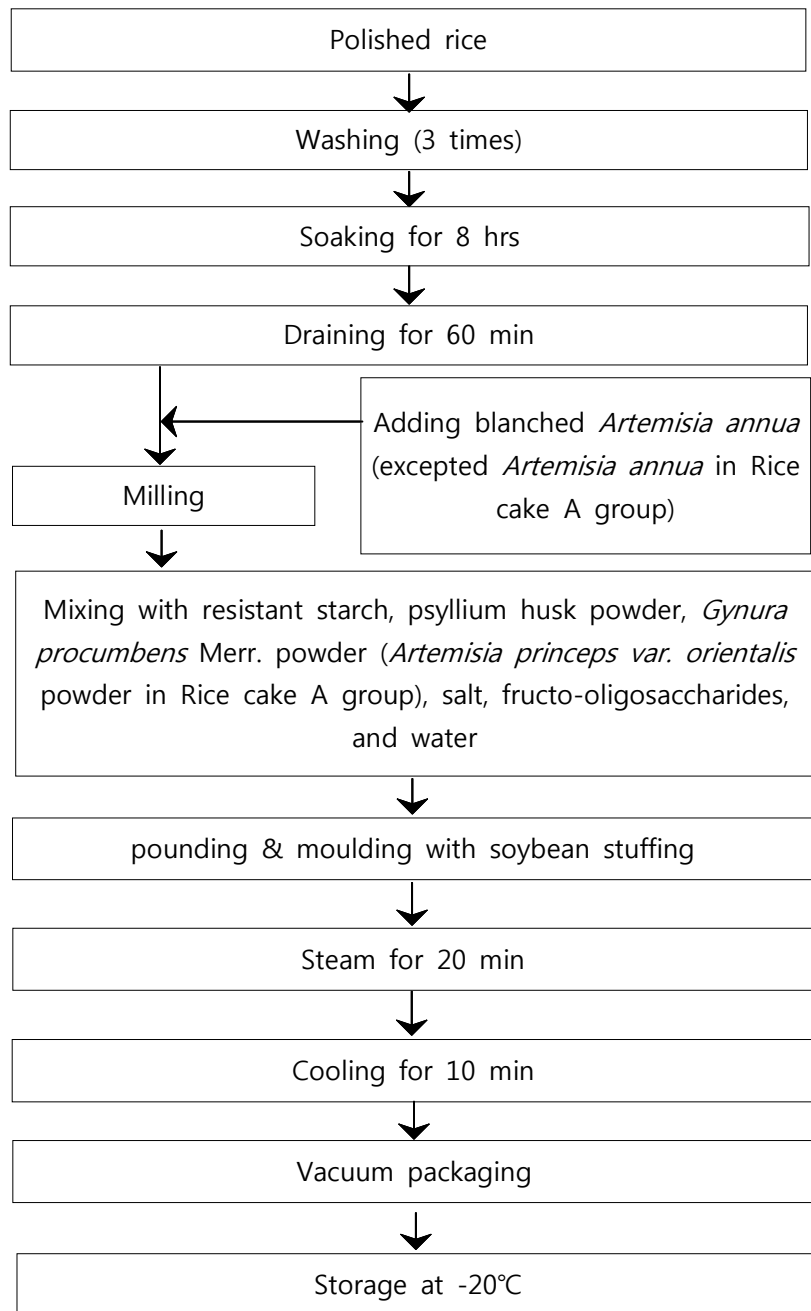 Polished rice
Washing (3 times)
Soaking for 8 hrs
Draining for 60 min
Adding blanched Artemisia annua
(excepted Artemisia annua in Rice
cake A group)
Milling
Mixing with resistant starch, psyllium husk powder, Gynura
procumbens Merr. powder (Artemisia princeps var. orientalis
powder in Rice cake A group), salt, fructo-oligosaccharides,
and water
pounding & moulding with soybean stuffing
Steam for 20 min
Cooling for 10 min
Vacuum packaging
Storage at -20℃